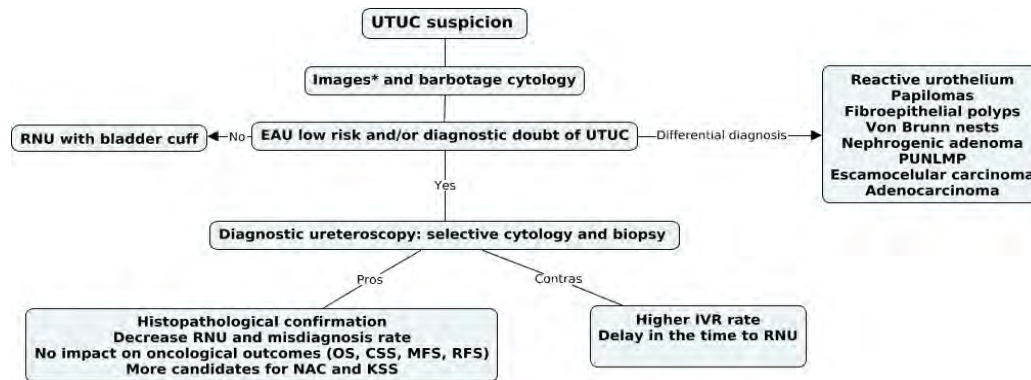 UTUC suspicion
Images* and barbotage cytology
RNU with bladder cuff
No
EAU low risk and/or diagnostic doubt of UTUC
Differential diagnosis
Reactive urothelium
Papilomas
Fibroepithelial polyps
Von Brunn nests
Nephrogenic adenoma
PUNLMP
Escamocelular carcinoma
Adenocarcinoma
Yes
Diagnostic ureteroscopy: selective cytology and biopsy
Pros
Contras
Histopathological confirmation
Decrease RNU and misdiagnosis rate
No impact on oncological outcomes (OS, CSS, MFS, RFS)
More candidates for NAC and KSS
Higher IVR rate
Delay in the time to RNU